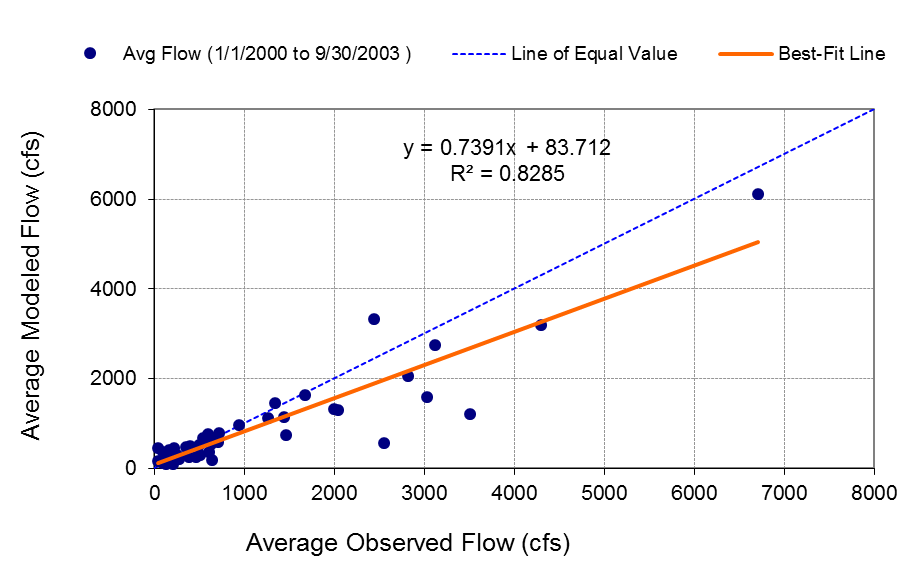 Avg Flow (1/1/2000 to 9/30/2003 ) Line of Equal Value Best-Fit Line
8000
y = 0.7391x + 83.712
R² = 0.8285
6000
4000
2000
0
Average Modeled Flow (cfs)
0 1000 2000 3000 4000 5000 6000 7000 8000
Average Observed Flow (cfs)